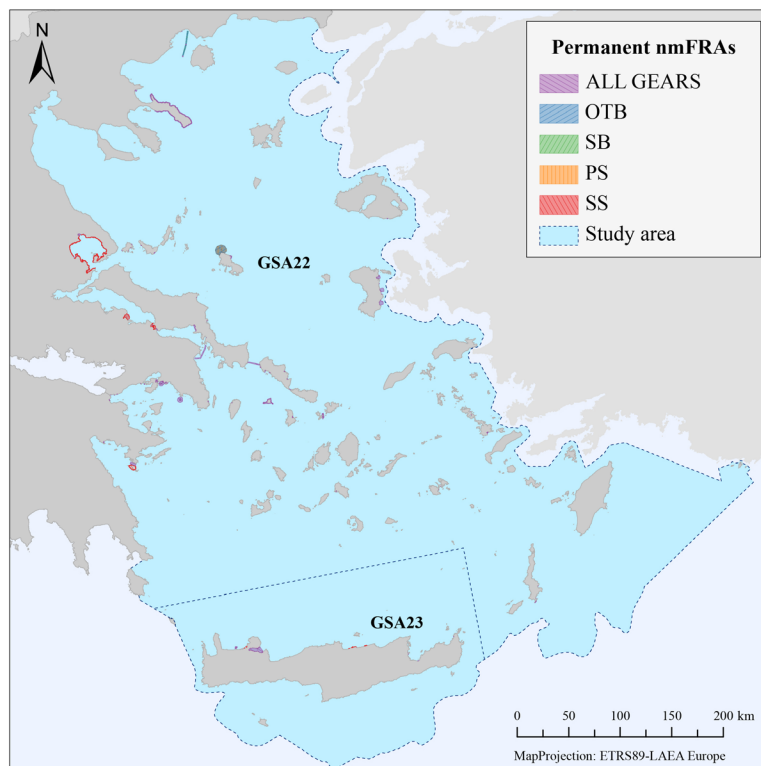 N
Permanent nmFRAs
ALL GEARS
OTB
SB
PS
SS
Study area
GSA22
GSA23
0 50 100 150 200 km
MapProjection: ETRS89-LAEA Europe